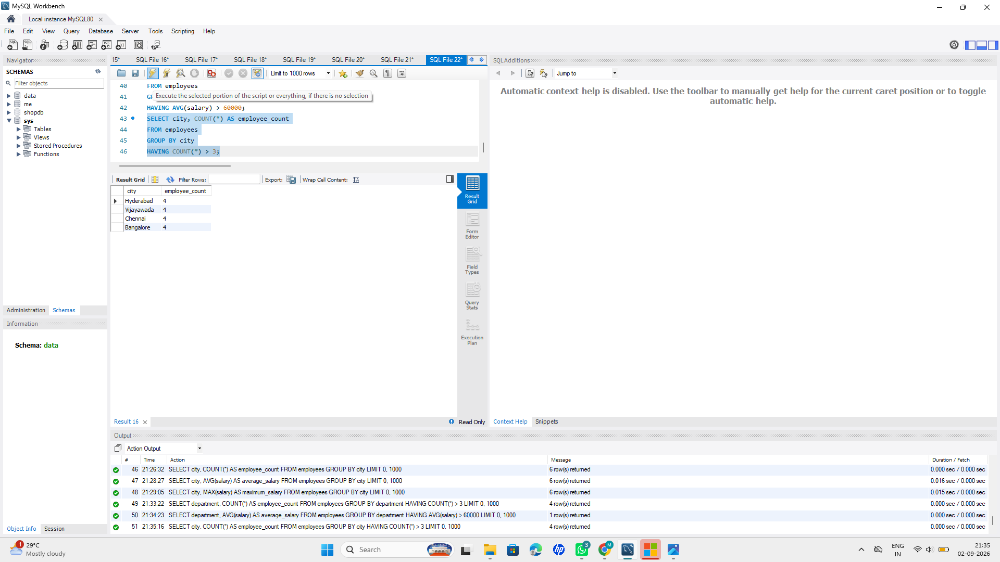 MySQL Workbench
Local instance MySQL80
File Edit View Query Database Server Tools Scripting Help
Navigator
SCHEMAS
Filter objects
data
me
shopdb
sys
Tables
Views
Stored Procedures
Functions
Administration Schemas
Information
Schema: data
Object Info Session
15* SQL File 16* SQL File 17* SQL File 18* SQL File 19* SQL File 20* SQL File 21* SQL File 22*
Limit to 1000 rows
40 FROM employees
41 GR
Execute the selected portion of the script or everything, if there is no selection
42 HAVING AVG(salary) > 60000;
43 SELECT city, COUNT(*) AS employee_count
44 FROM employees
45 GROUP BY city
46 HAVING COUNT(*) > 3;
Result Grid Filter Rows: Export: Wrap Cell Content:
city employee_count
Hyderabad 4
Vijayawada 4
Chennai 4
Bangalore 4
Result Grid
Form Editor
Field Types
Query Stats
Execution Plan
Result 16 Read Only
SQLAdditions
Jump to
Automatic context help is disabled. Use the toolbar to manually get help for the current caret position or to toggle
automatic help.
Context Help Snippets
Output
Action Output
# Time Action Message Duration / Fetch
46 21:26:32 SELECT city, COUNT(*) AS employee_count FROM employees GROUP BY city LIMIT 0, 1000 6 row(s) returned 0.000 sec / 0.000 sec
47 21:28:27 SELECT city, AVG(salary) AS average_salary FROM employees GROUP BY city LIMIT 0, 1000 6 row(s) returned 0.016 sec / 0.000 sec
48 21:29:05 SELECT city, MAX(salary) AS maximum_salary FROM employees GROUP BY city LIMIT 0, 1000 6 row(s) returned 0.015 sec / 0.000 sec
49 21:33:22 SELECT department, COUNT(*) AS employee_count FROM employees GROUP BY department HAVING COUNT(*) > 3 LIMIT 0, 1000 4 row(s) returned 0.000 sec / 0.000 sec
50 21:34:23 SELECT department, AVG(salary) AS average_salary FROM employees GROUP BY department HAVING AVG(salary) > 60000 LIMIT 0, 1000 1 row(s) returned 0.000 sec / 0.000 sec
51 21:35:16 SELECT city, COUNT(*) AS employee_count FROM employees GROUP BY city HAVING COUNT(*) > 3 LIMIT 0, 1000 4 row(s) returned 0.000 sec / 0.000 sec
1
29°C
Mostly cloudy
Search
hp
3
M
ENG
IN
21:35
02-09-2026